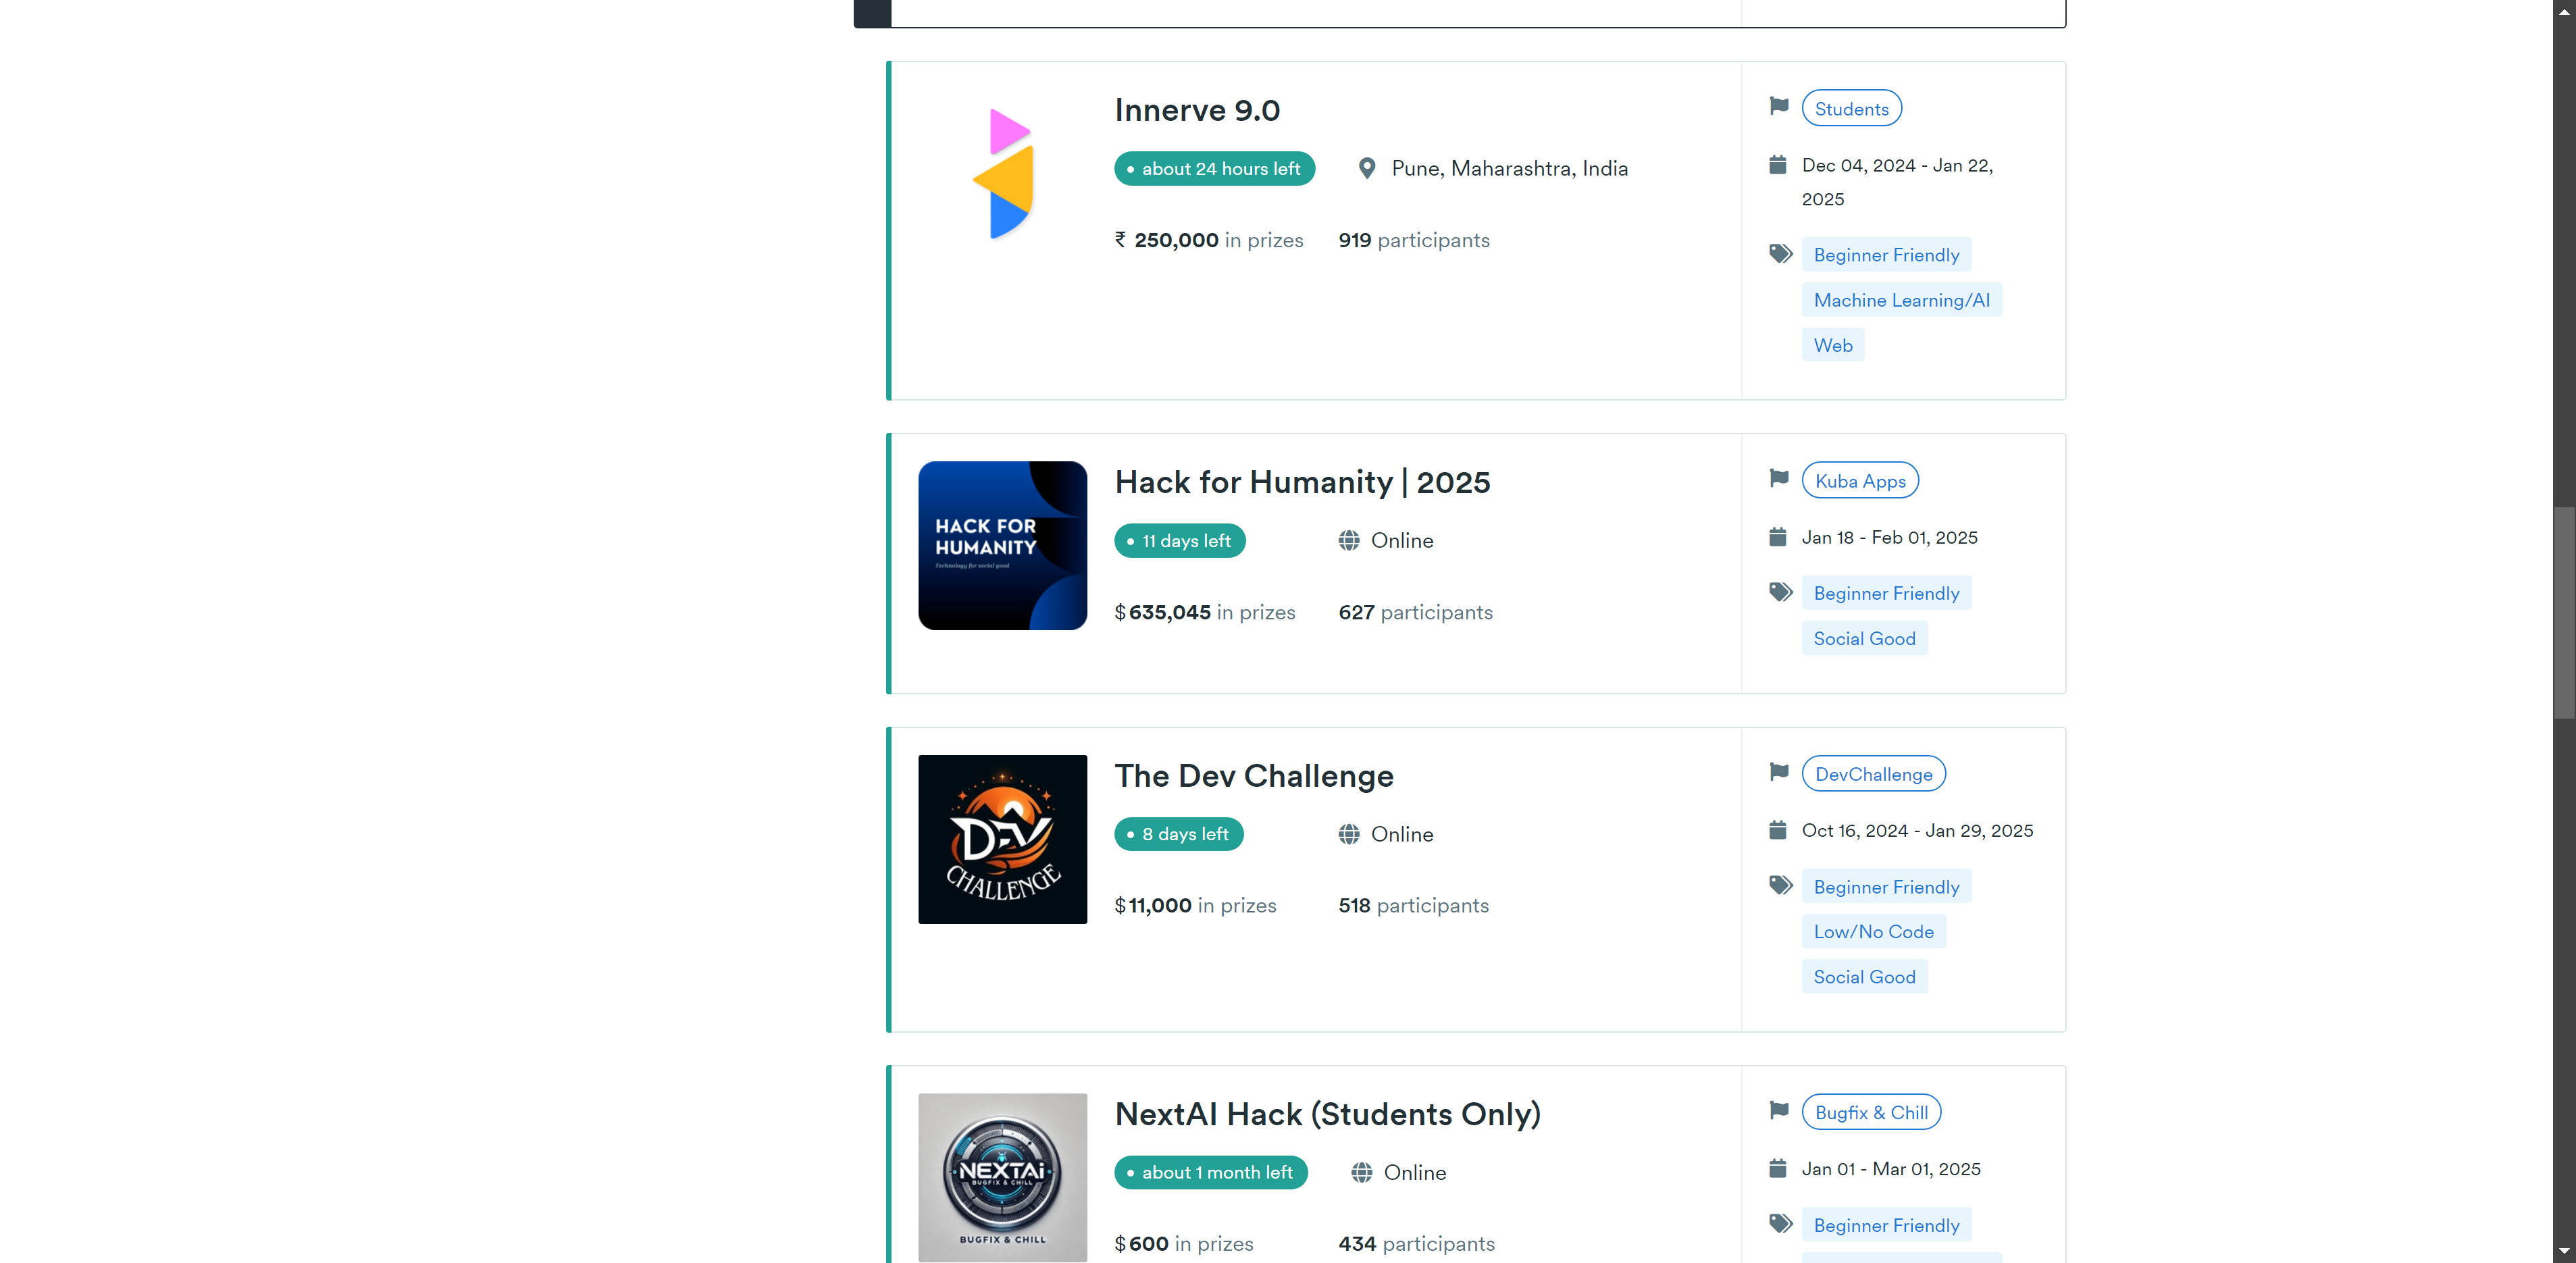 Innerve 9.0
about 24 hours left
Pune, Maharashtra, India
₹ 250,000 in prizes
919 participants
Students
Dec 04, 2024 - Jan 22,
2025
Beginner Friendly
Machine Learning/AI
Web
HACK FOR
HUMANITY
Technology for social good
Hack for Humanity | 2025
11 days left
Online
$635,045 in prizes
627 participants
Kuba Apps
Jan 18 - Feb 01, 2025
Beginner Friendly
Social Good
DEV
CHALLENGE
The Dev Challenge
8 days left
Online
$11,000 in prizes
518 participants
DevChallenge
Oct 16, 2024 - Jan 29, 2025
Beginner Friendly
Low/No Code
Social Good
NEXTAi
BUGFIX & CHILL
BUGFIX & CHILL
NextAI Hack (Students Only)
about 1 month left
Online
$600 in prizes
434 participants
Bugfix & Chill
Jan 01 - Mar 01, 2025
Beginner Friendly